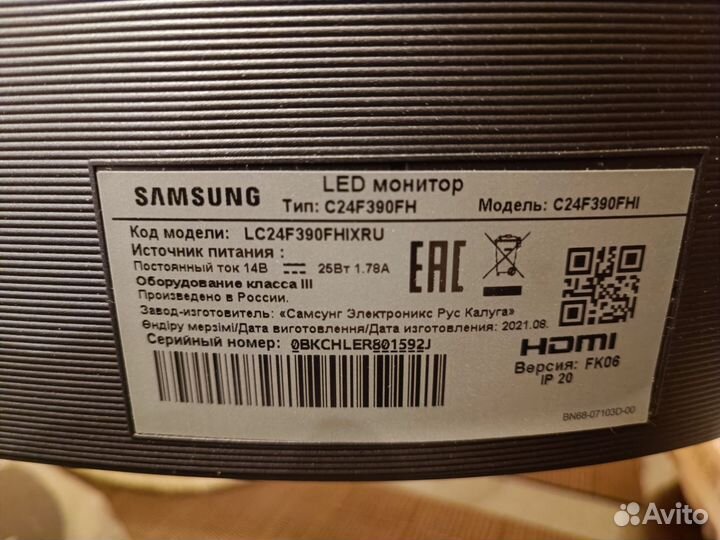 SAMSUNG
LED монитор
Тип: C24F390FH
Модель: C24F390FHI
Код модели: LC24F390FHIXRU
Источник питания :
Постоянный ток 14В 25Вт 1.78А
Оборудование класса III
Произведено в России.
Завод-изготовитель: «Самсунг Электроникс Рус Калуга»
Өндіру мерзімі/Дата виготовлення/Дата изготовления: 2021.08.
Серийный номер: 0BKCHLER801592J
EAC
HDMI
Версия: FK06
IP 20
BN68-07103D-00
Avito